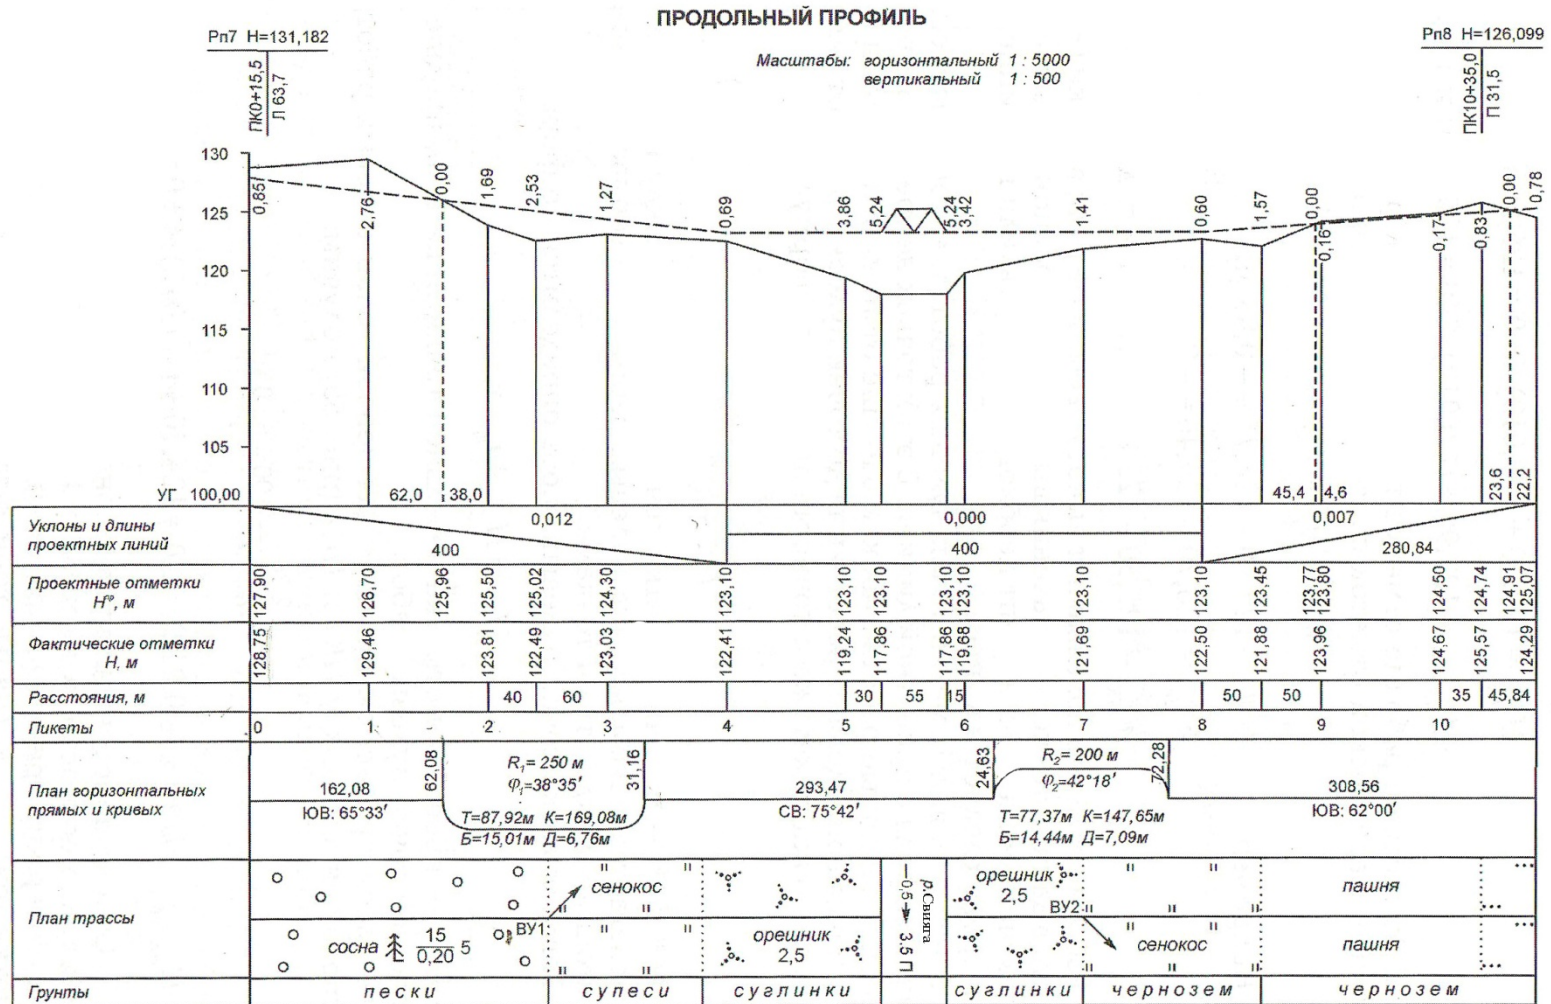 ПРОДОЛЬНЫЙ ПРОФИЛЬ
Рп7 Н=131,182
ПК0+15,5
Л 63,7
Масштабы: горизонтальный 1 : 5000
вертикальный 1 : 500
Рп8 Н=126,099
ПК10+35,0
П 31,5
130
125
120
115
110
105
УГ 100,00
0,85 2,76 0,00 1,69 2,53 1,27 0,69 3,86 5,24 5,24 3,42 1,41 0,60 1,57 0,00 0,16 0,17 0,83 0,00 0,78
62,0 38,0 45,4 4,6 23,6 22,2
Уклоны и длины
проектных линий
0,012 0,000 0,007
400 400 280,84
Проектные отметки
Нпр, м
127,90 126,70 125,96 125,50 125,02 124,30 123,10 123,10 123,10 123,10 123,10 123,10 123,10 123,45 123,77 123,80 124,50 124,74 124,91 125,07
Фактические отметки
Н, м
128,75 129,46 123,81 122,49 123,03 122,41 119,24 117,86 117,86 119,68 121,69 122,50 121,88 123,96 124,67 125,57 124,29
Расстояния, м
40 60 30 55 15 50 50 35 45,84
Пикеты
0 1 2 3 4 5 6 7 8 9 10
План горизонтальных
прямых и кривых
162,08
ЮВ: 65°33′
62,08
R1= 250 м
φ1=38°35′
Т=87,92м К=169,08м
Б=15,01м Д=6,76м
31,16
293,47
СВ: 75°42′
24,63
R2= 200 м
φ2=42°18′
Т=77,37м К=147,65м
Б=14,44м Д=7,09м
72,28
308,56
ЮВ: 62°00′
План трассы
сенокос
орешник
2,5
пашня
сосна 15
0,20 5
ВУ1
орешник
2,5
0,5 3,5 П
р.Свияга
ВУ2
сенокос
пашня
Грунты
пески супеси суглинки суглинки чернозем чернозем